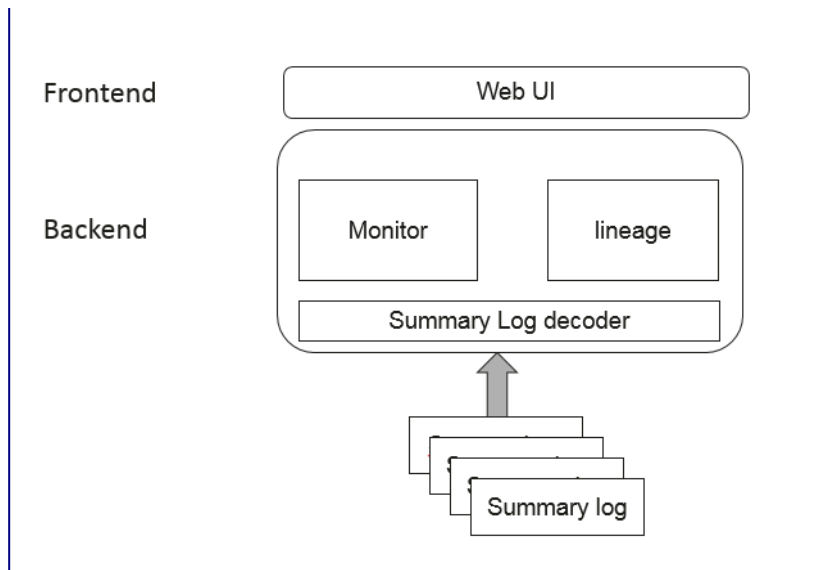 Frontend
Web UI
Backend
Monitor
lineage
Summary Log decoder
Summary log